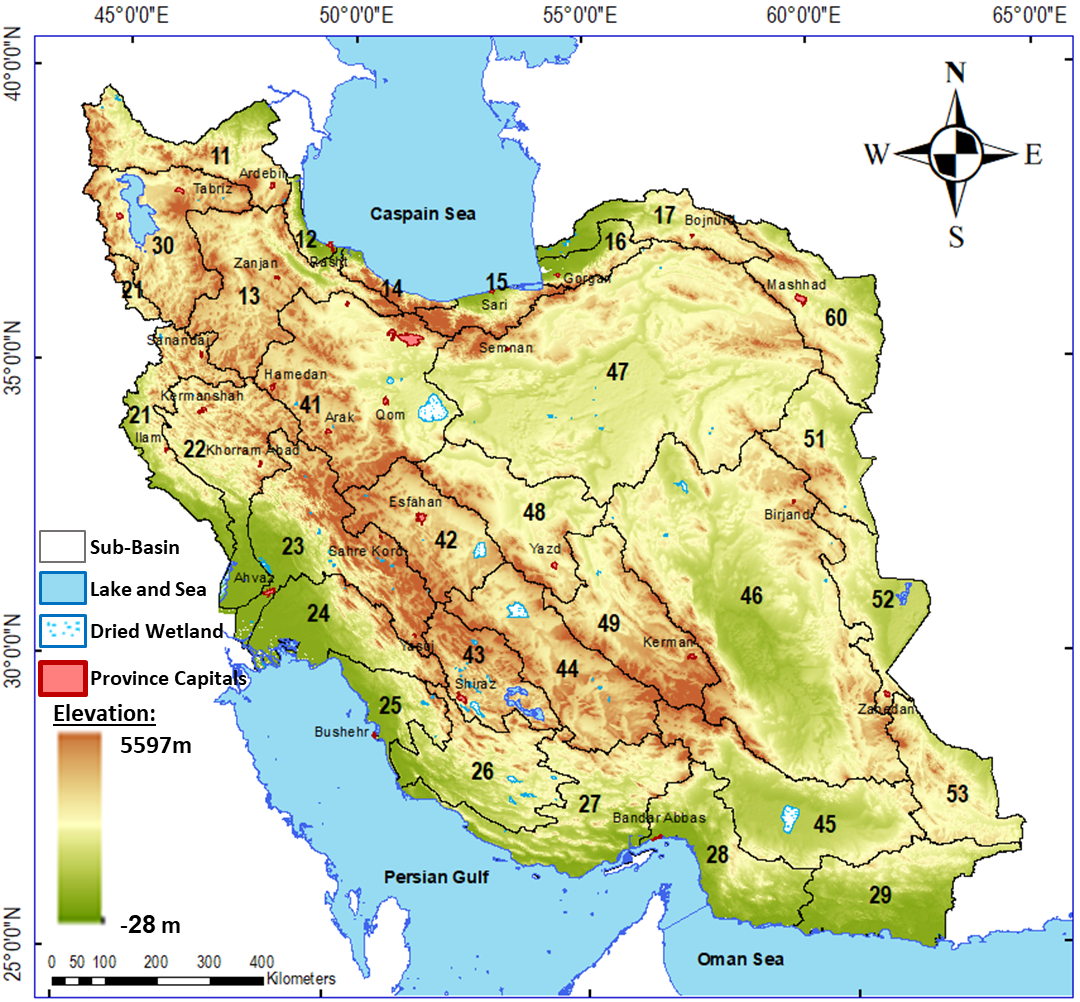 45°0'0"E 50°0'0"E 55°0'0"E 60°0'0"E 65°0'0"E
40°0'0"N
35°0'0"N
30°0'0"N
25°0'0"N
N
W E
S
Caspain Sea
11
Ardebil
Tabriz
17
Bojnurd
12
16
Rasht
30
Zanjan
Gorgan
21
13
14
15
Sari
Mashhad
60
Sanandaj
Semnan
47
Hamedan
Kermanshah
41
Qom
21
Arak
Ilam
22
Khorram Abad
51
Esfahan
48
Birjand
23
Sahre Kord
42
Yazd
Ahvaz
46
52
24
49
Yasuj
43
Kerman
44
Shiraz
25
Zahedan
Bushehr
26
27
53
Bandar Abbas
45
28
29
Persian Gulf
Oman Sea
Sub-Basin
Lake and Sea
Dried Wetland
Province Capitals
Elevation:
5597m
-28 m
0 50 100 200 300 400
Kilometers